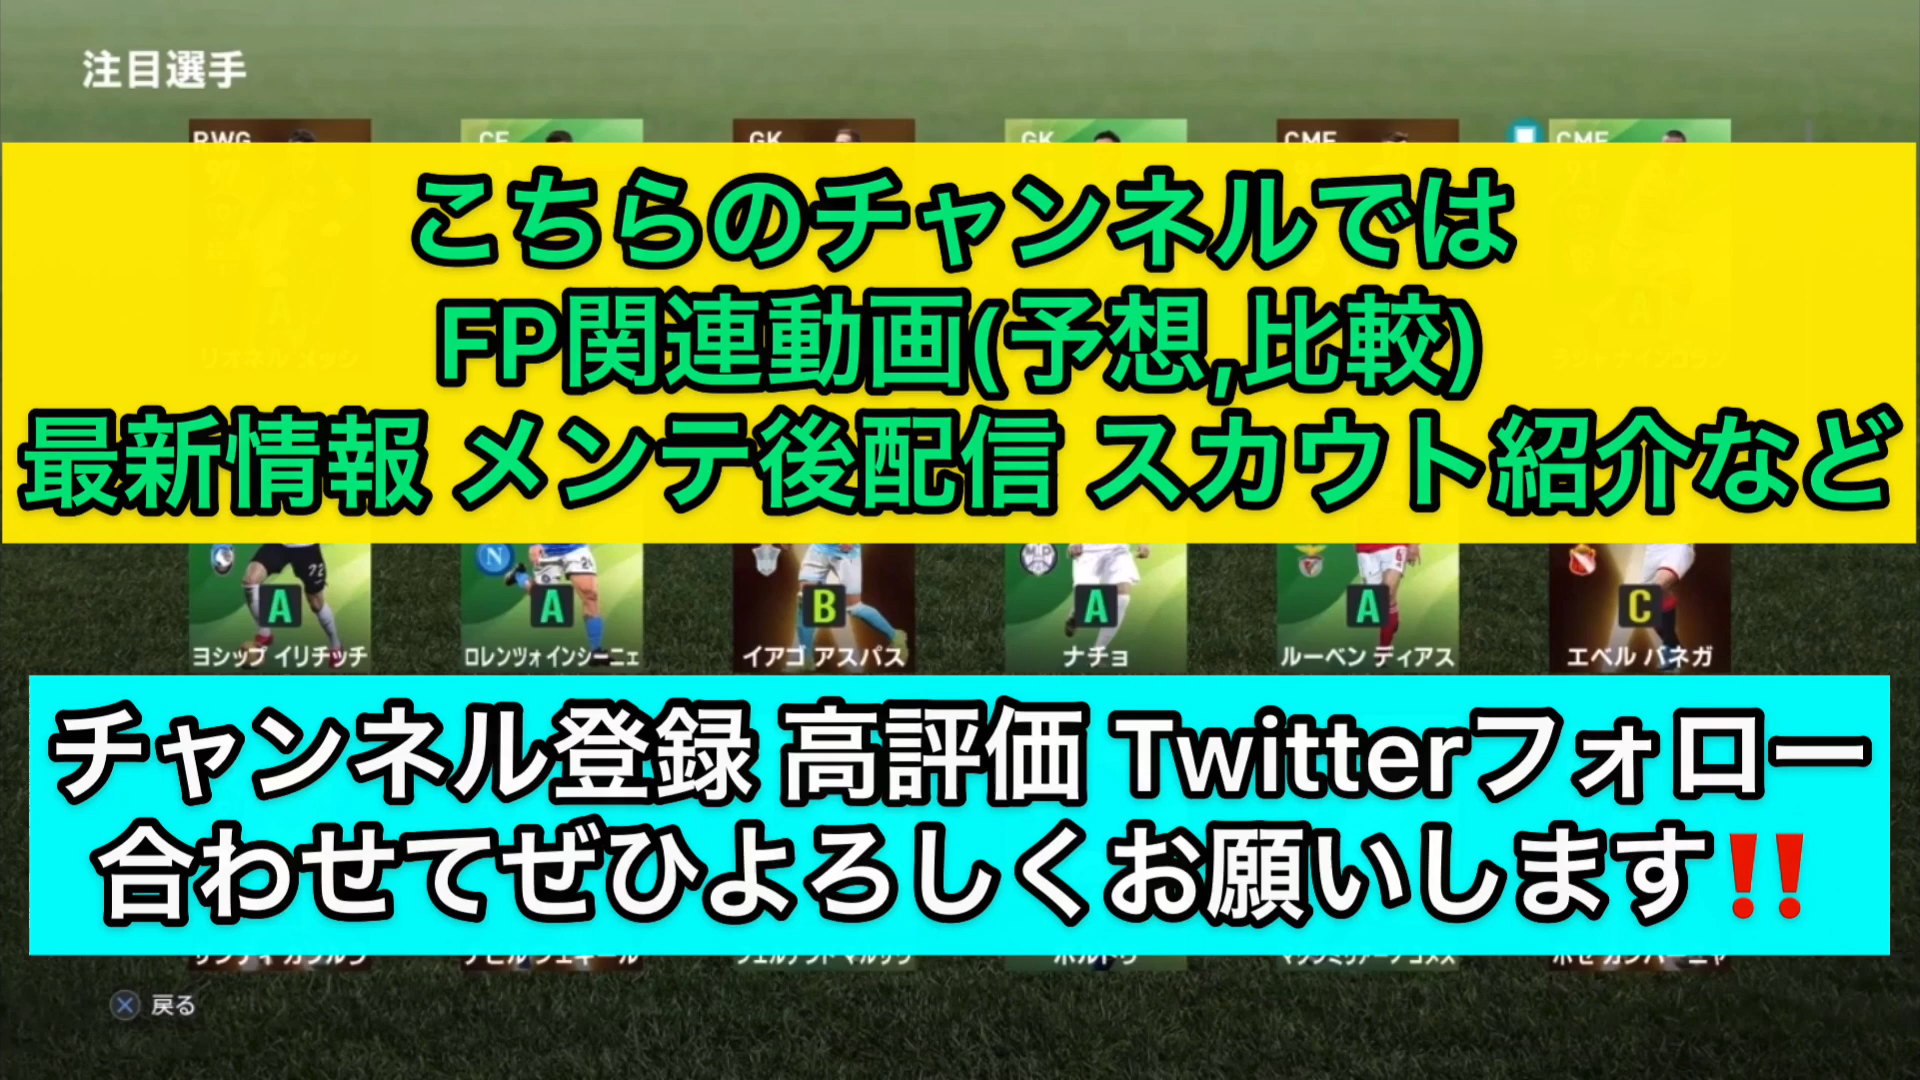 注目選手
RWG CF GK GK CMF CMF
こちらのチャンネルでは
FP関連動画(予想,比較)
最新情報 メンテ後配信 スカウト紹介など
A A B A A C
ヨシップ イリチッチ ロレンツォ インシーニェ イアゴ アスパス ナチョ ルーベン ディアス エベル バネガ
チャンネル登録 高評価 Twitterフォロー
合わせてぜひよろしくお願いします‼
戻る